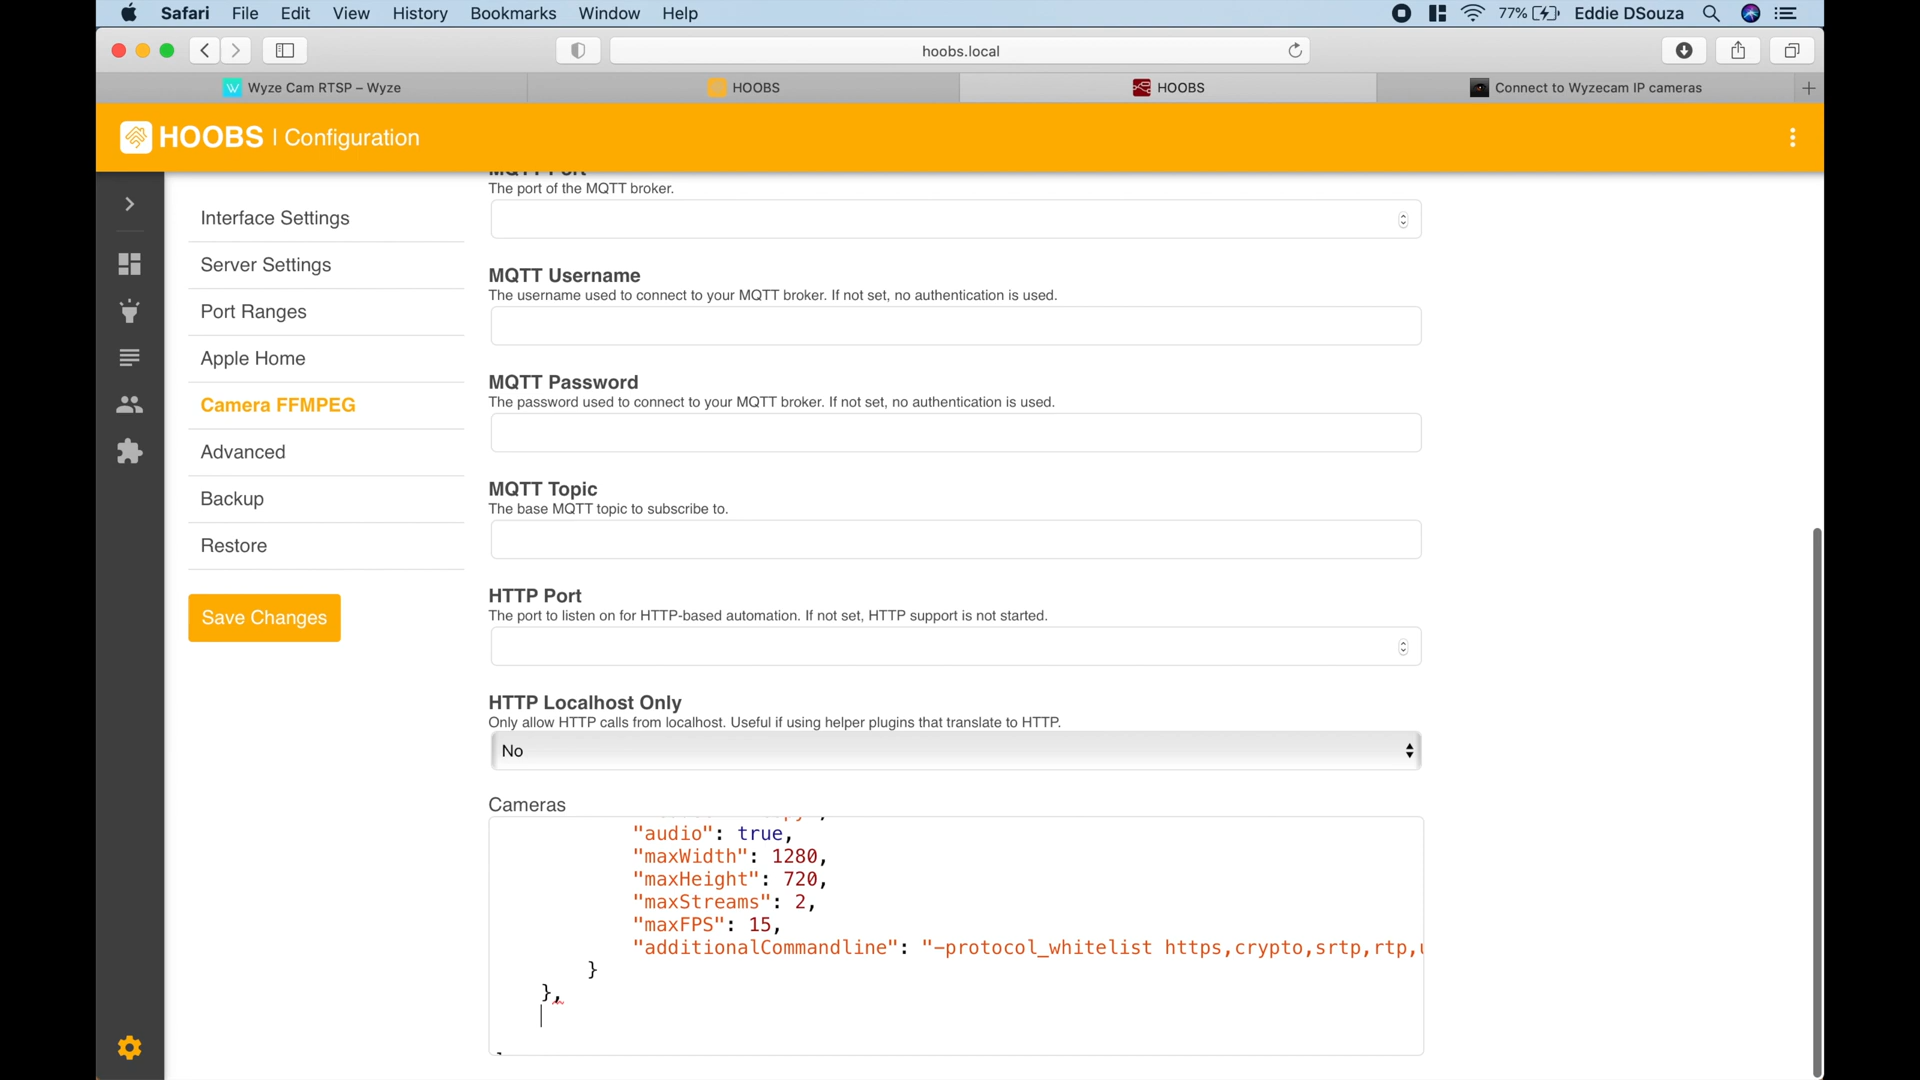 Safari File Edit View History Bookmarks Window Help 77% Eddie DSouza
hoobs.local
Wyze Cam RTSP – Wyze HOOBS HOOBS Connect to Wyzecam IP cameras
HOOBS | Configuration
MQTT Port
The port of the MQTT broker.
Interface Settings
Server Settings
Port Ranges
Apple Home
Camera FFMPEG
Advanced
Backup
Restore
Save Changes
MQTT Username
The username used to connect to your MQTT broker. If not set, no authentication is used.
MQTT Password
The password used to connect to your MQTT broker. If not set, no authentication is used.
MQTT Topic
The base MQTT topic to subscribe to.
HTTP Port
The port to listen on for HTTP-based automation. If not set, HTTP support is not started.
HTTP Localhost Only
Only allow HTTP calls from localhost. Useful if using helper plugins that translate to HTTP.
No
Cameras
"audio": true,
"maxWidth": 1280,
"maxHeight": 720,
"maxStreams": 2,
"maxFPS": 15,
"additionalCommandline": "-protocol_whitelist https,crypto,srtp,rtp,
}
},